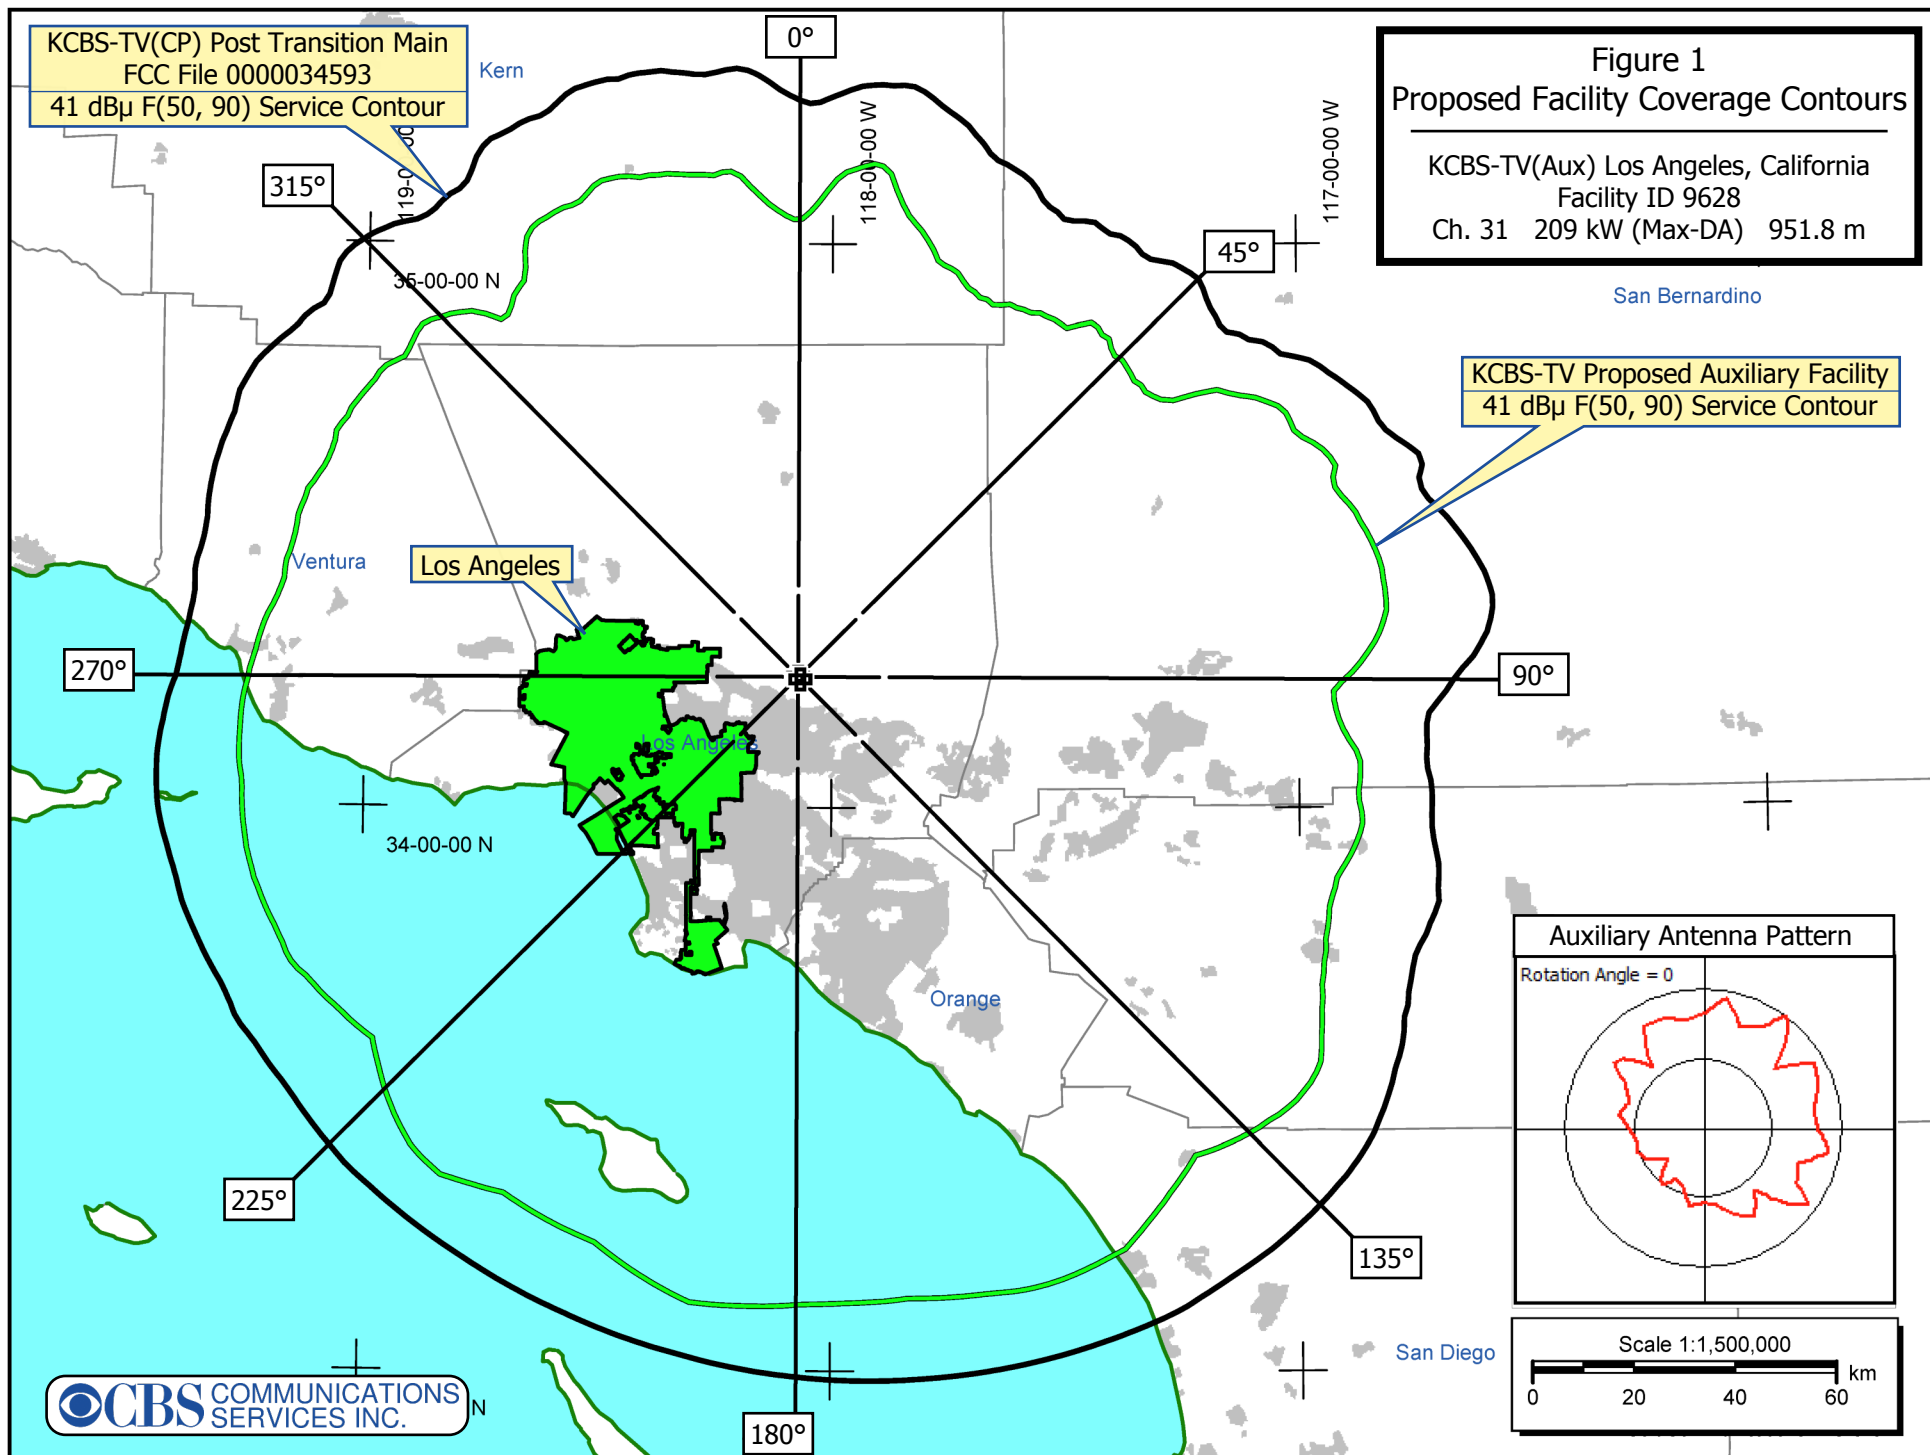 KCBS-TV(CP) Post Transition Main
FCC File 0000034593
41 dBµ F(50, 90) Service Contour
Kern
0°
Figure 1
Proposed Facility Coverage Contours
KCBS-TV(Aux) Los Angeles, California
Facility ID 9628
Ch. 31 209 kW (Max-DA) 951.8 m
118-00-00 W
117-00-00 W
315°
45°
35-00-00 N
San Bernardino
KCBS-TV Proposed Auxiliary Facility
41 dBµ F(50, 90) Service Contour
Ventura
Los Angeles
270°
90°
Los Angeles
34-00-00 N
Orange
Auxiliary Antenna Pattern
Rotation Angle = 0
225°
135°
San Diego
Scale 1:1,500,000
km
0 20 40 60
CBS COMMUNICATIONS
SERVICES INC.
N
180°